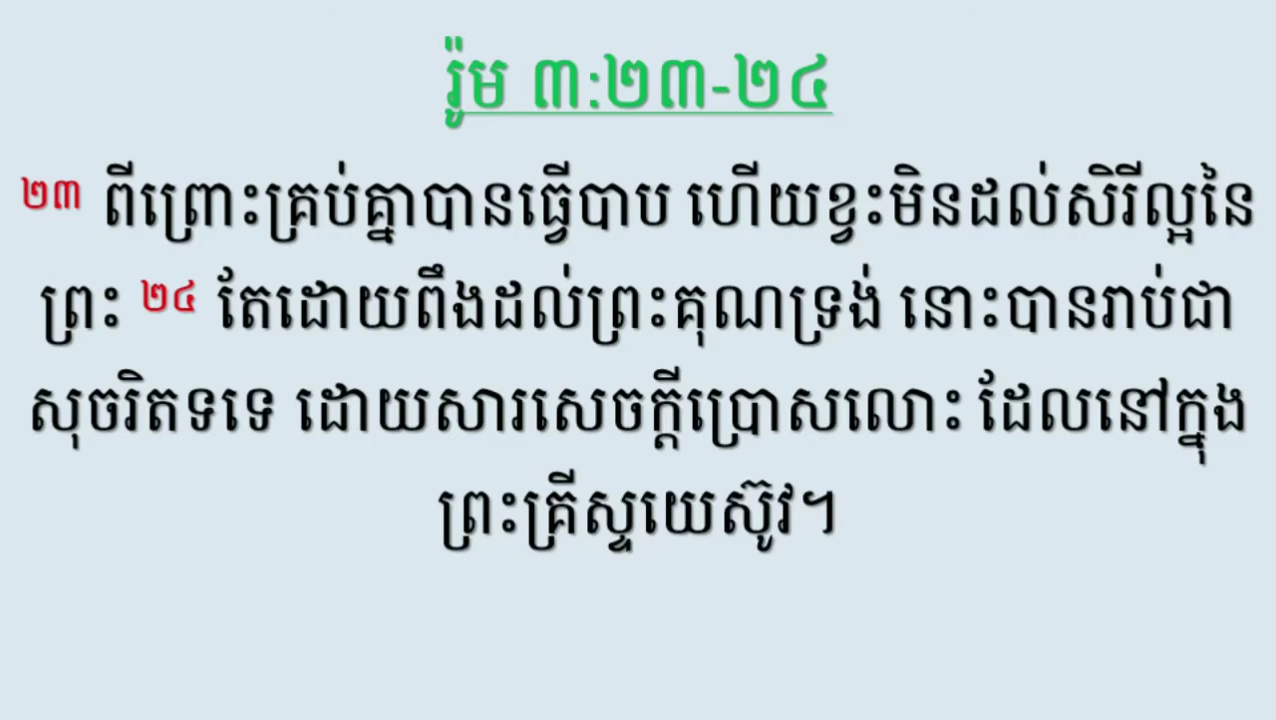 រ៉ូម ៣:២៣-២៤
២៣ ពីព្រោះគ្រប់គ្នាបានធ្វើបាប ហើយខ្វះមិនដល់សិរីល្អនៃ
ព្រះ ២៤ តែដោយពឹងដល់ព្រះគុណទ្រង់ នោះបានរាប់ជា
សុចរិតទទេ ដោយសារសេចក្ដីប្រោសលោះ ដែលនៅក្នុង
ព្រះគ្រីស្ទយេស៊ូវ។